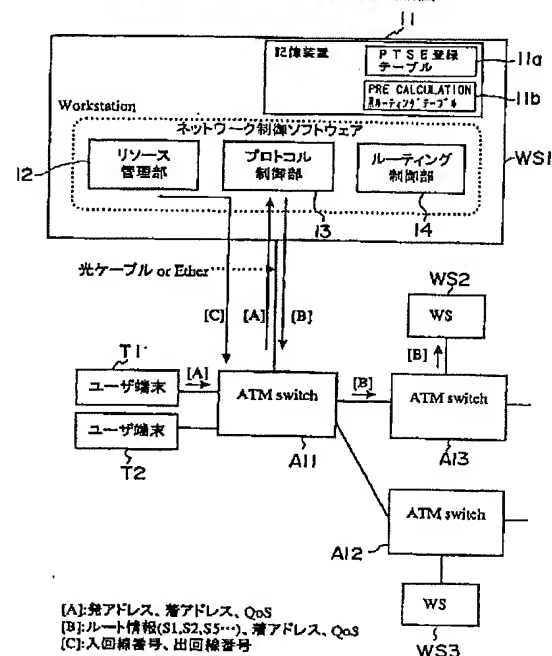 11
記憶装置
PTSE登録
テーブル
11a
PRE CALCULATION
用ルーティングテーブル
11b
Workstation
ネットワーク制御ソフトウェア
WS1
12
リソース
管理部
プロトコル
制御部
ルーティング
制御部
13
14
光ケーブル or Ether
[C]
[A]
[B]
WS2
WS
[B]
T1
ユーザ端末
[A]
ATM switch
[B]
ATM switch
ユーザ端末
T2
A11
A13
ATM switch
A12
WS
WS3
[A]:発アドレス、着アドレス、QoS
[B]:ルート情報(S1,S2,S5…)、着アドレス、QoS
[C]:入回線番号、出回線番号